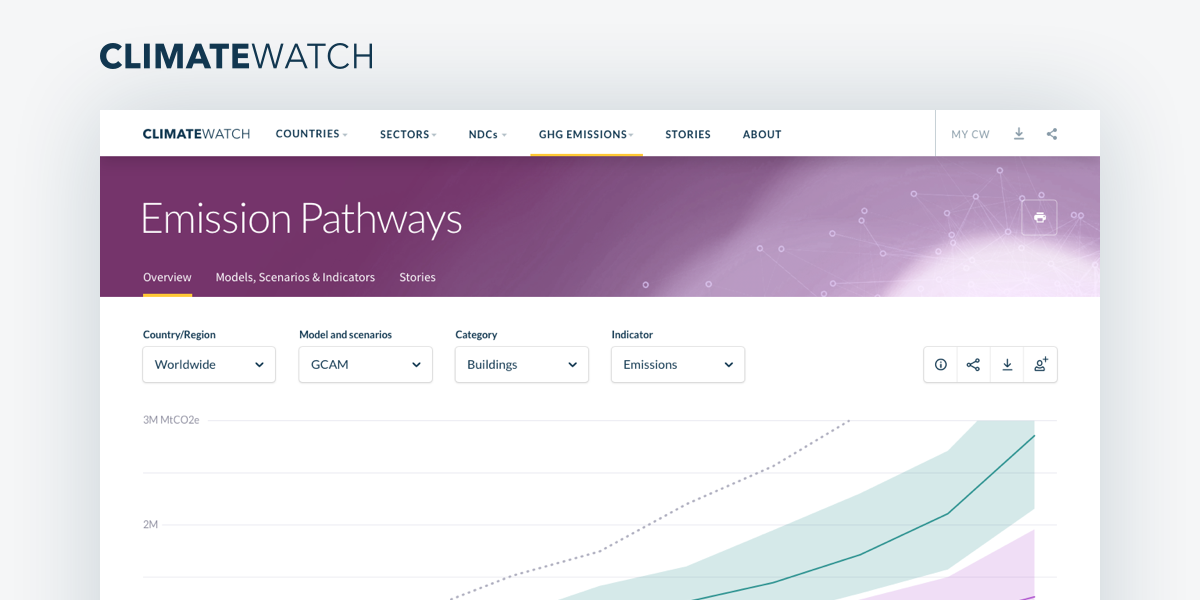 CLIMATEWATCH
CLIMATEWATCH COUNTRIES SECTORS NDCs GHG EMISSIONS STORIES ABOUT MY CW
Emission Pathways
Overview Models, Scenarios & Indicators Stories
Country/Region Model and scenarios Category Indicator
Worldwide GCAM Buildings Emissions
3M MtCO2e
2M